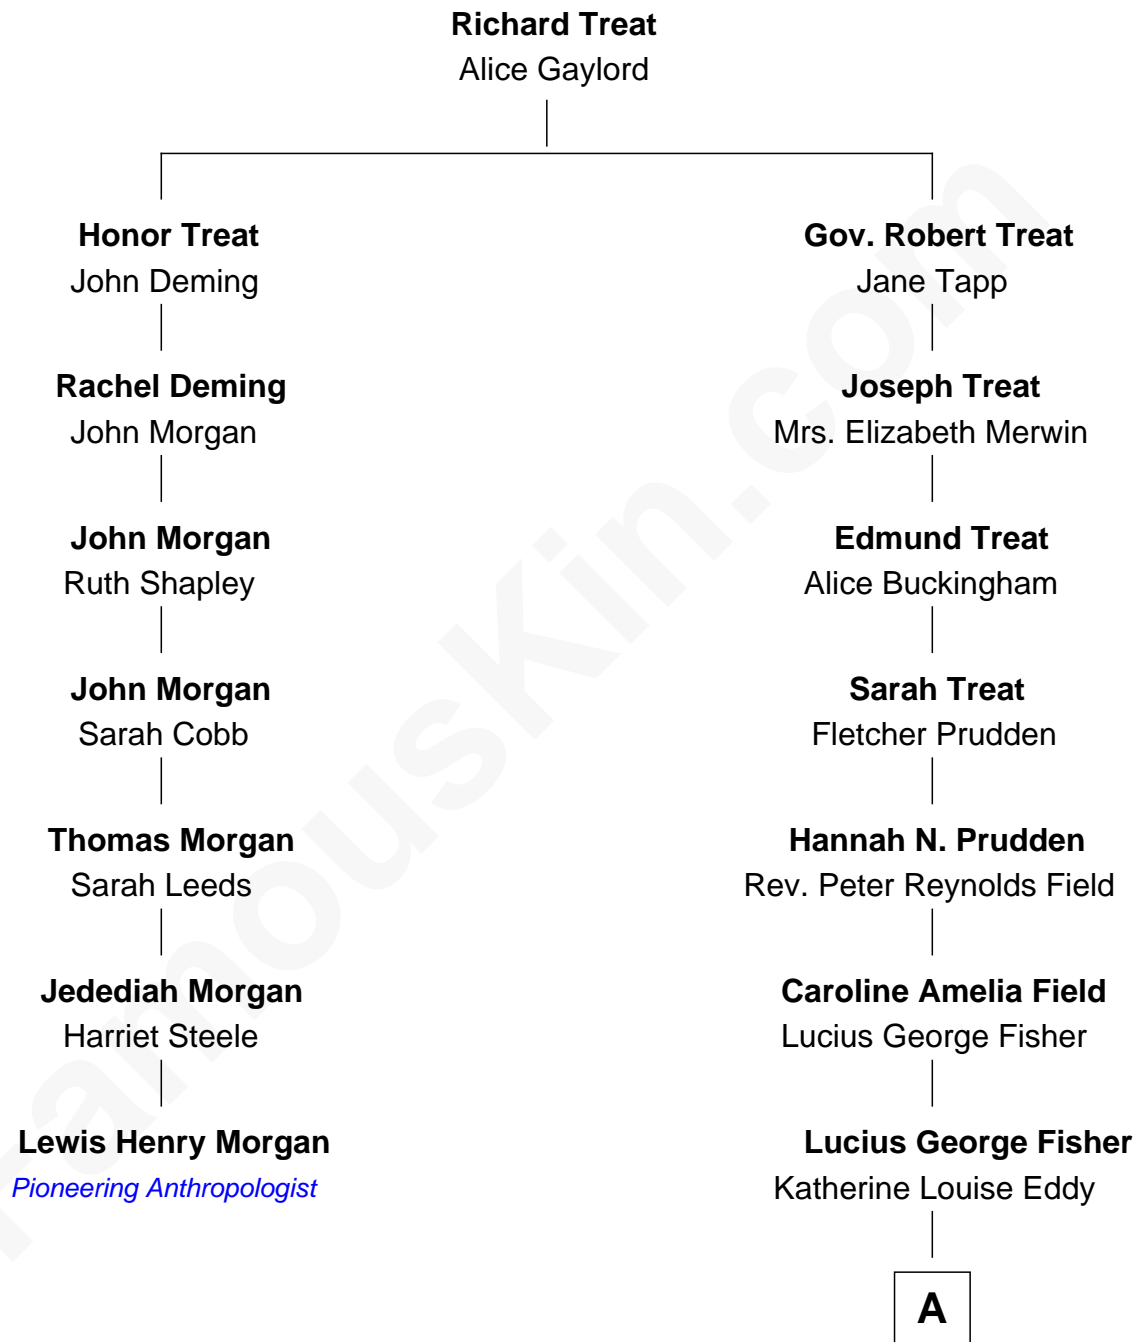 Richard Treat
Alice Gaylord
Honor Treat
John Deming
Gov. Robert Treat
Jane Tapp
Rachel Deming
John Morgan
Joseph Treat
Mrs. Elizabeth Merwin
John Morgan
Ruth Shapley
Edmund Treat
Alice Buckingham
John Morgan
Sarah Cobb
Sarah Treat
Fletcher Prudden
Thomas Morgan
Sarah Leeds
Hannah N. Prudden
Rev. Peter Reynolds Field
Jedediah Morgan
Harriet Steele
Caroline Amelia Field
Lucius George Fisher
Lewis Henry Morgan
Pioneering Anthropologist
Lucius George Fisher
Katherine Louise Eddy
A
FamousKin.com